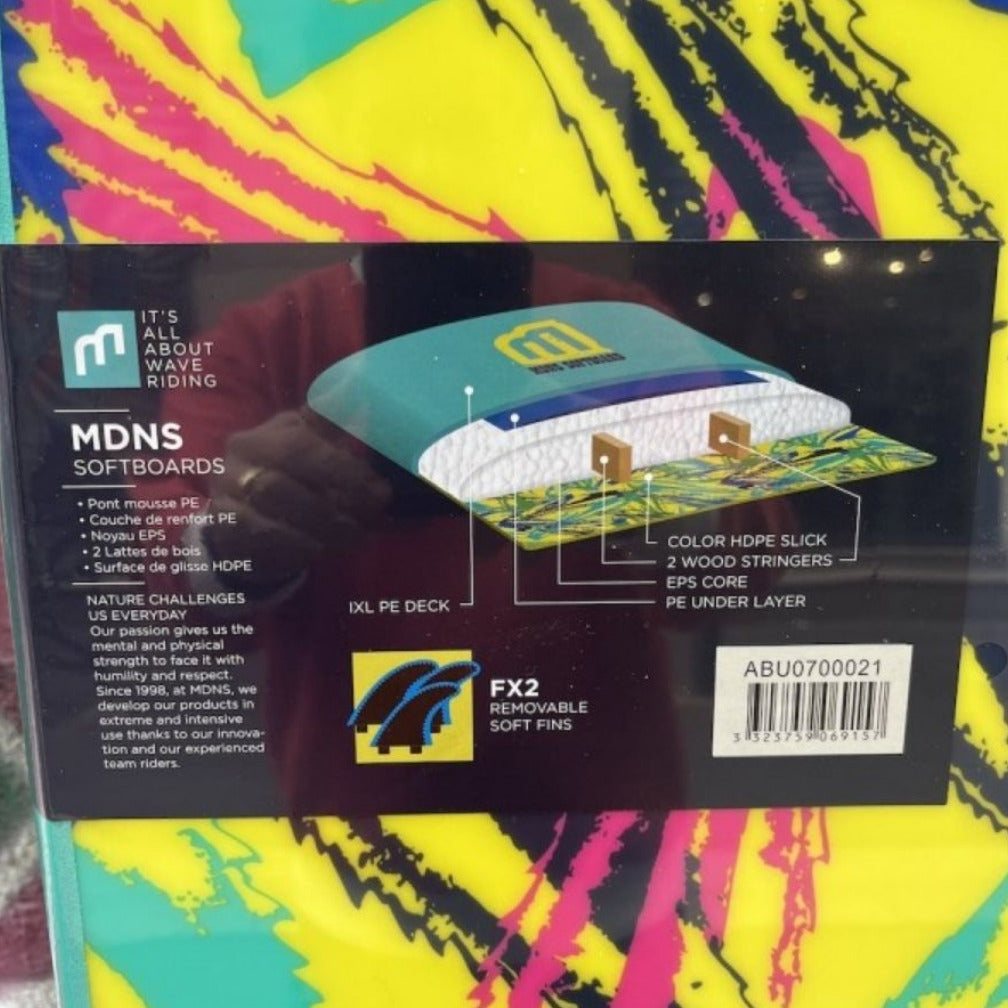 IT'S
ALL
ABOUT
WAVE
RIDING
MDNS
SOFTBOARDS
• Pont mousse PE
• Couche de renfort PE
• Noyau EPS
• 2 Lattes de bois
• Surface de glisse HDPE
NATURE CHALLENGES
US EVERYDAY
Our passion gives us the
mental and physical
strength to face it with
humility and respect.
Since 1998, at MDNS, we
develop our products in
extreme and intensive
use thanks to our innova-
tion and our experienced
team riders.
MDNS SOFTBOARDS
COLOR HDPE SLICK
2 WOOD STRINGERS
EPS CORE
PE UNDER LAYER
IXL PE DECK
FX2
REMOVABLE
SOFT FINS
ABU0700021
3 323759 069157